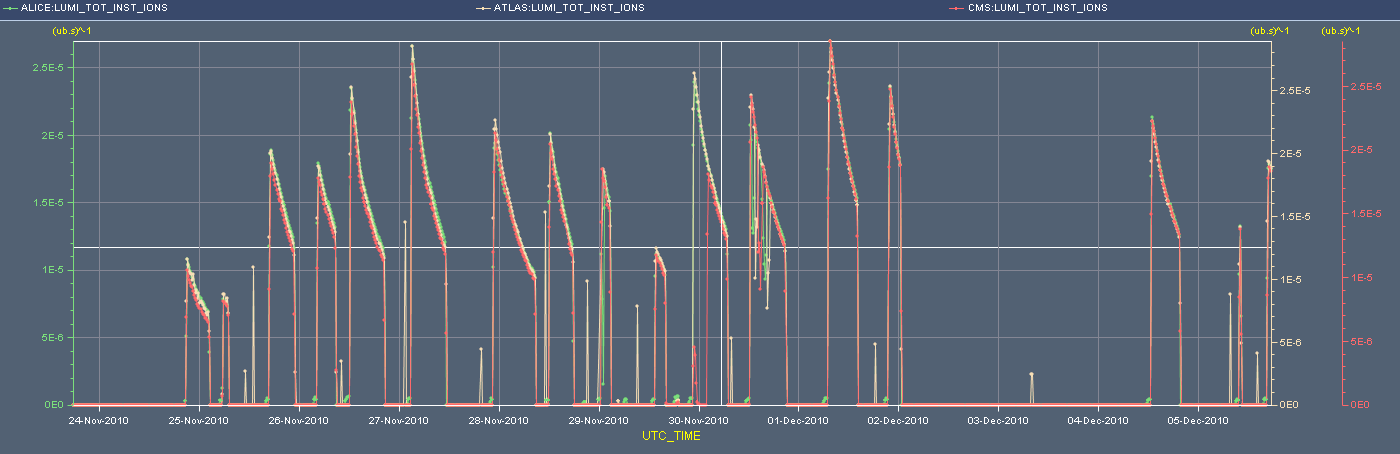 ALICE:LUMI_TOT_INST_IONS ATLAS:LUMI_TOT_INST_IONS CMS:LUMI_TOT_INST_IONS
(ub.s)^-1 (ub.s)^-1 (ub.s)^-1
2.5E-5 2.5E-5 2.5E-5
2E-5 2E-5 2E-5
1.5E-5 1.5E-5 1.5E-5
1E-5 1E-5 1E-5
5E-6 5E-6 5E-6
0E0 0E0 0E0
24-Nov-2010 25-Nov-2010 26-Nov-2010 27-Nov-2010 28-Nov-2010 29-Nov-2010 30-Nov-2010 01-Dec-2010 02-Dec-2010 03-Dec-2010 04-Dec-2010 05-Dec-2010
UTC_TIME